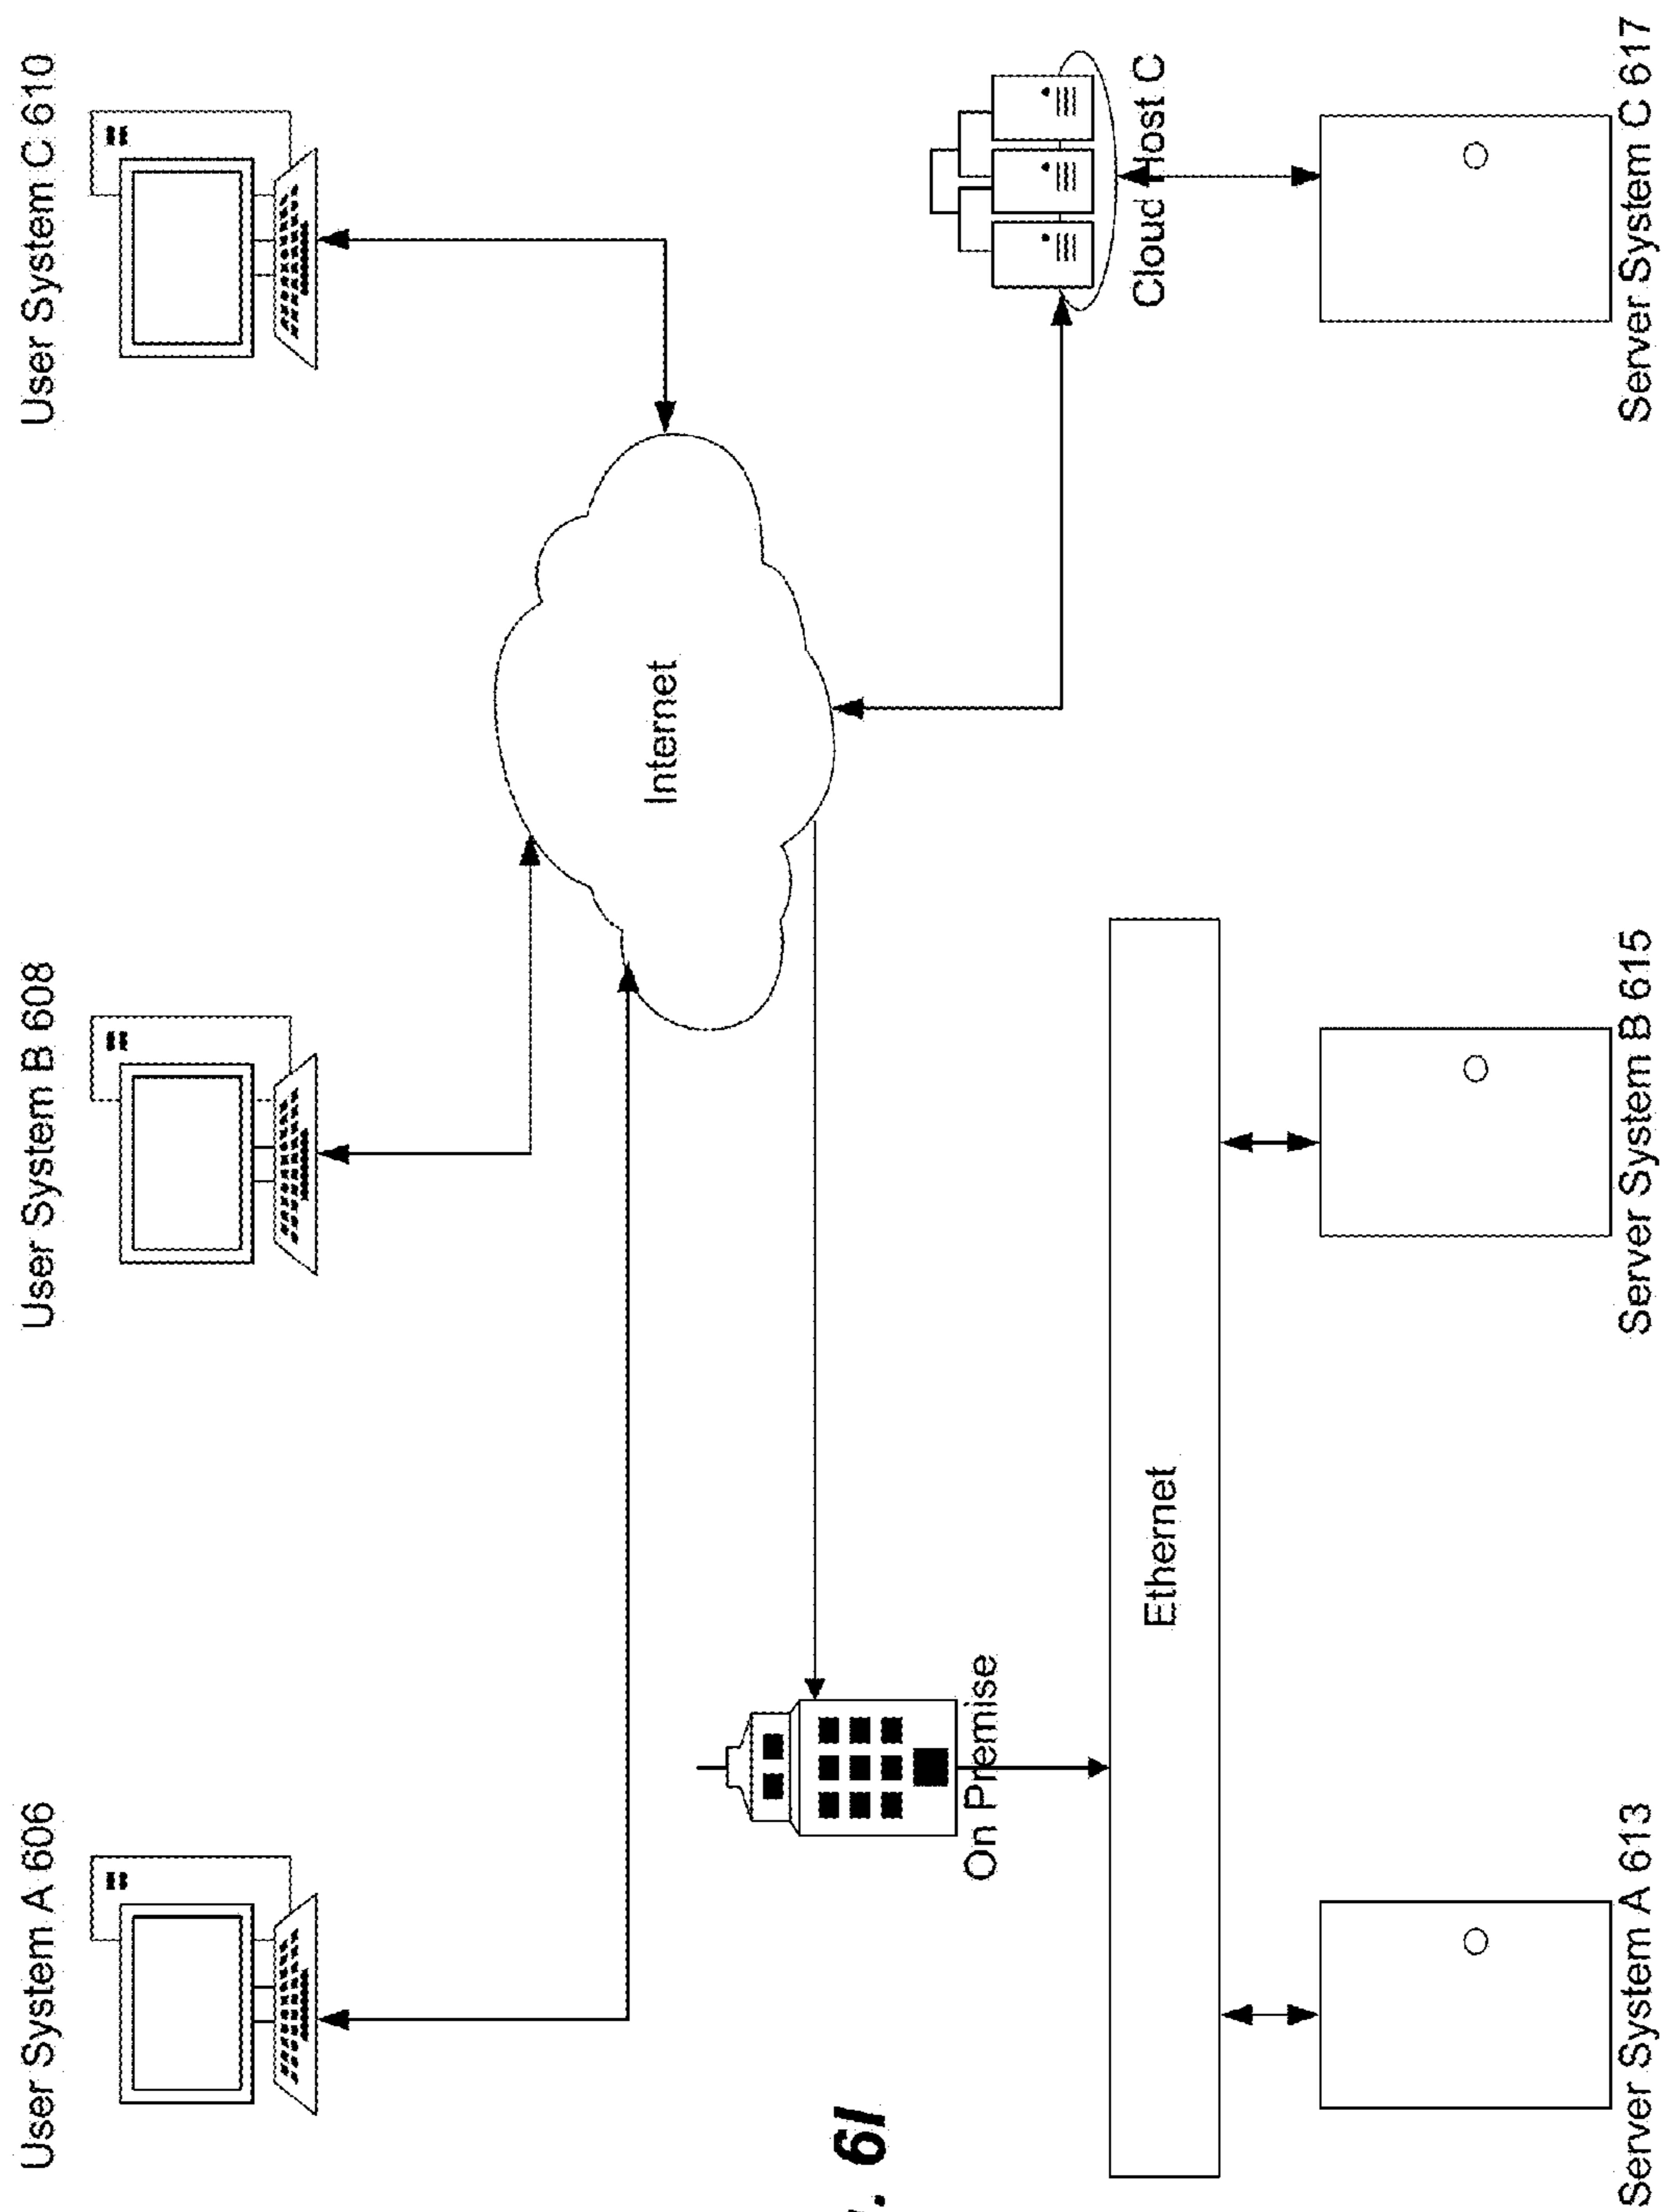 User System A 606
User System B 608
User System C 610
Internet
On Premise
Cloud Host C
Ethernet
Server System A 613
Server System B 615
Server System C 617
. 6I